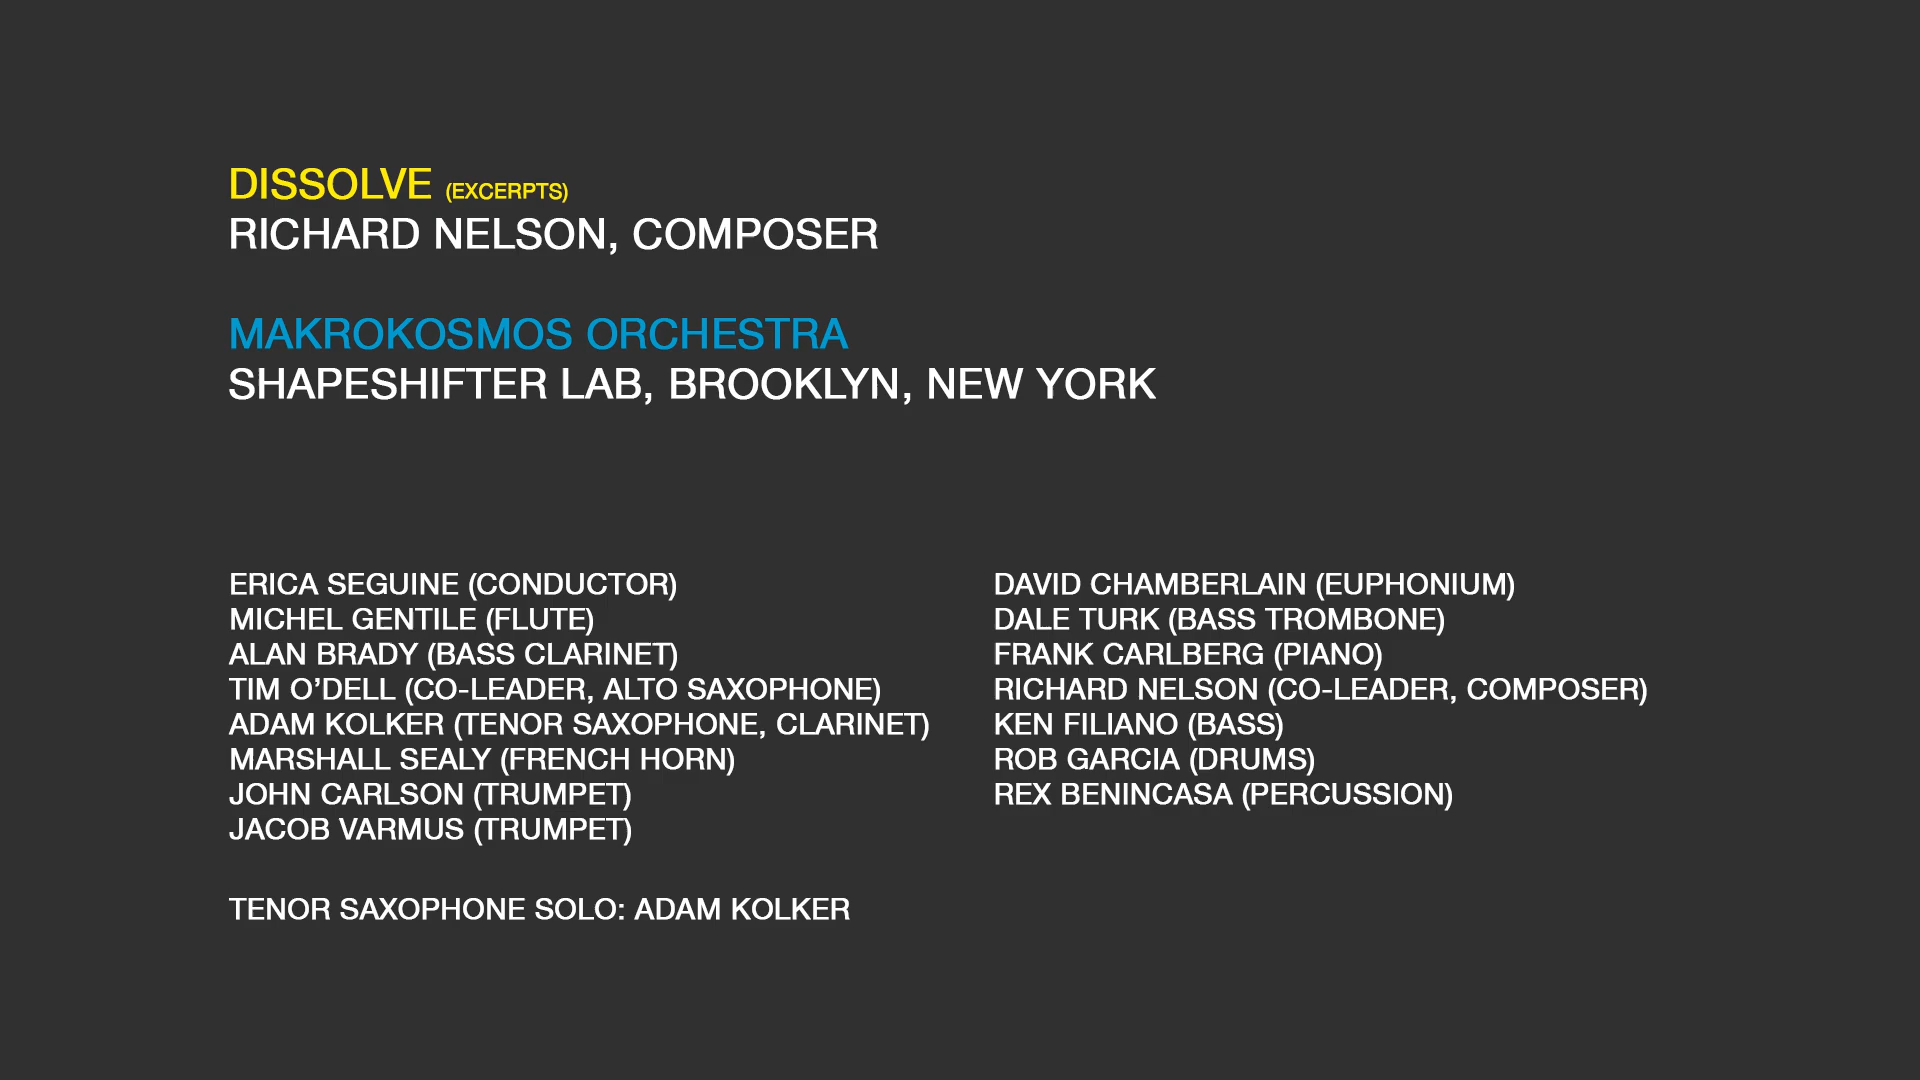 DISSOLVE (EXCERPTS)
RICHARD NELSON, COMPOSER
MAKROKOSMOS ORCHESTRA
SHAPESHIFTER LAB, BROOKLYN, NEW YORK
ERICA SEGUINE (CONDUCTOR)
MICHEL GENTILE (FLUTE)
ALAN BRADY (BASS CLARINET)
TIM O’DELL (CO-LEADER, ALTO SAXOPHONE)
ADAM KOLKER (TENOR SAXOPHONE, CLARINET)
MARSHALL SEALY (FRENCH HORN)
JOHN CARLSON (TRUMPET)
JACOB VARMUS (TRUMPET)
DAVID CHAMBERLAIN (EUPHONIUM)
DALE TURK (BASS TROMBONE)
FRANK CARLBERG (PIANO)
RICHARD NELSON (CO-LEADER, COMPOSER)
KEN FILIANO (BASS)
ROB GARCIA (DRUMS)
REX BENINCASA (PERCUSSION)
TENOR SAXOPHONE SOLO: ADAM KOLKER